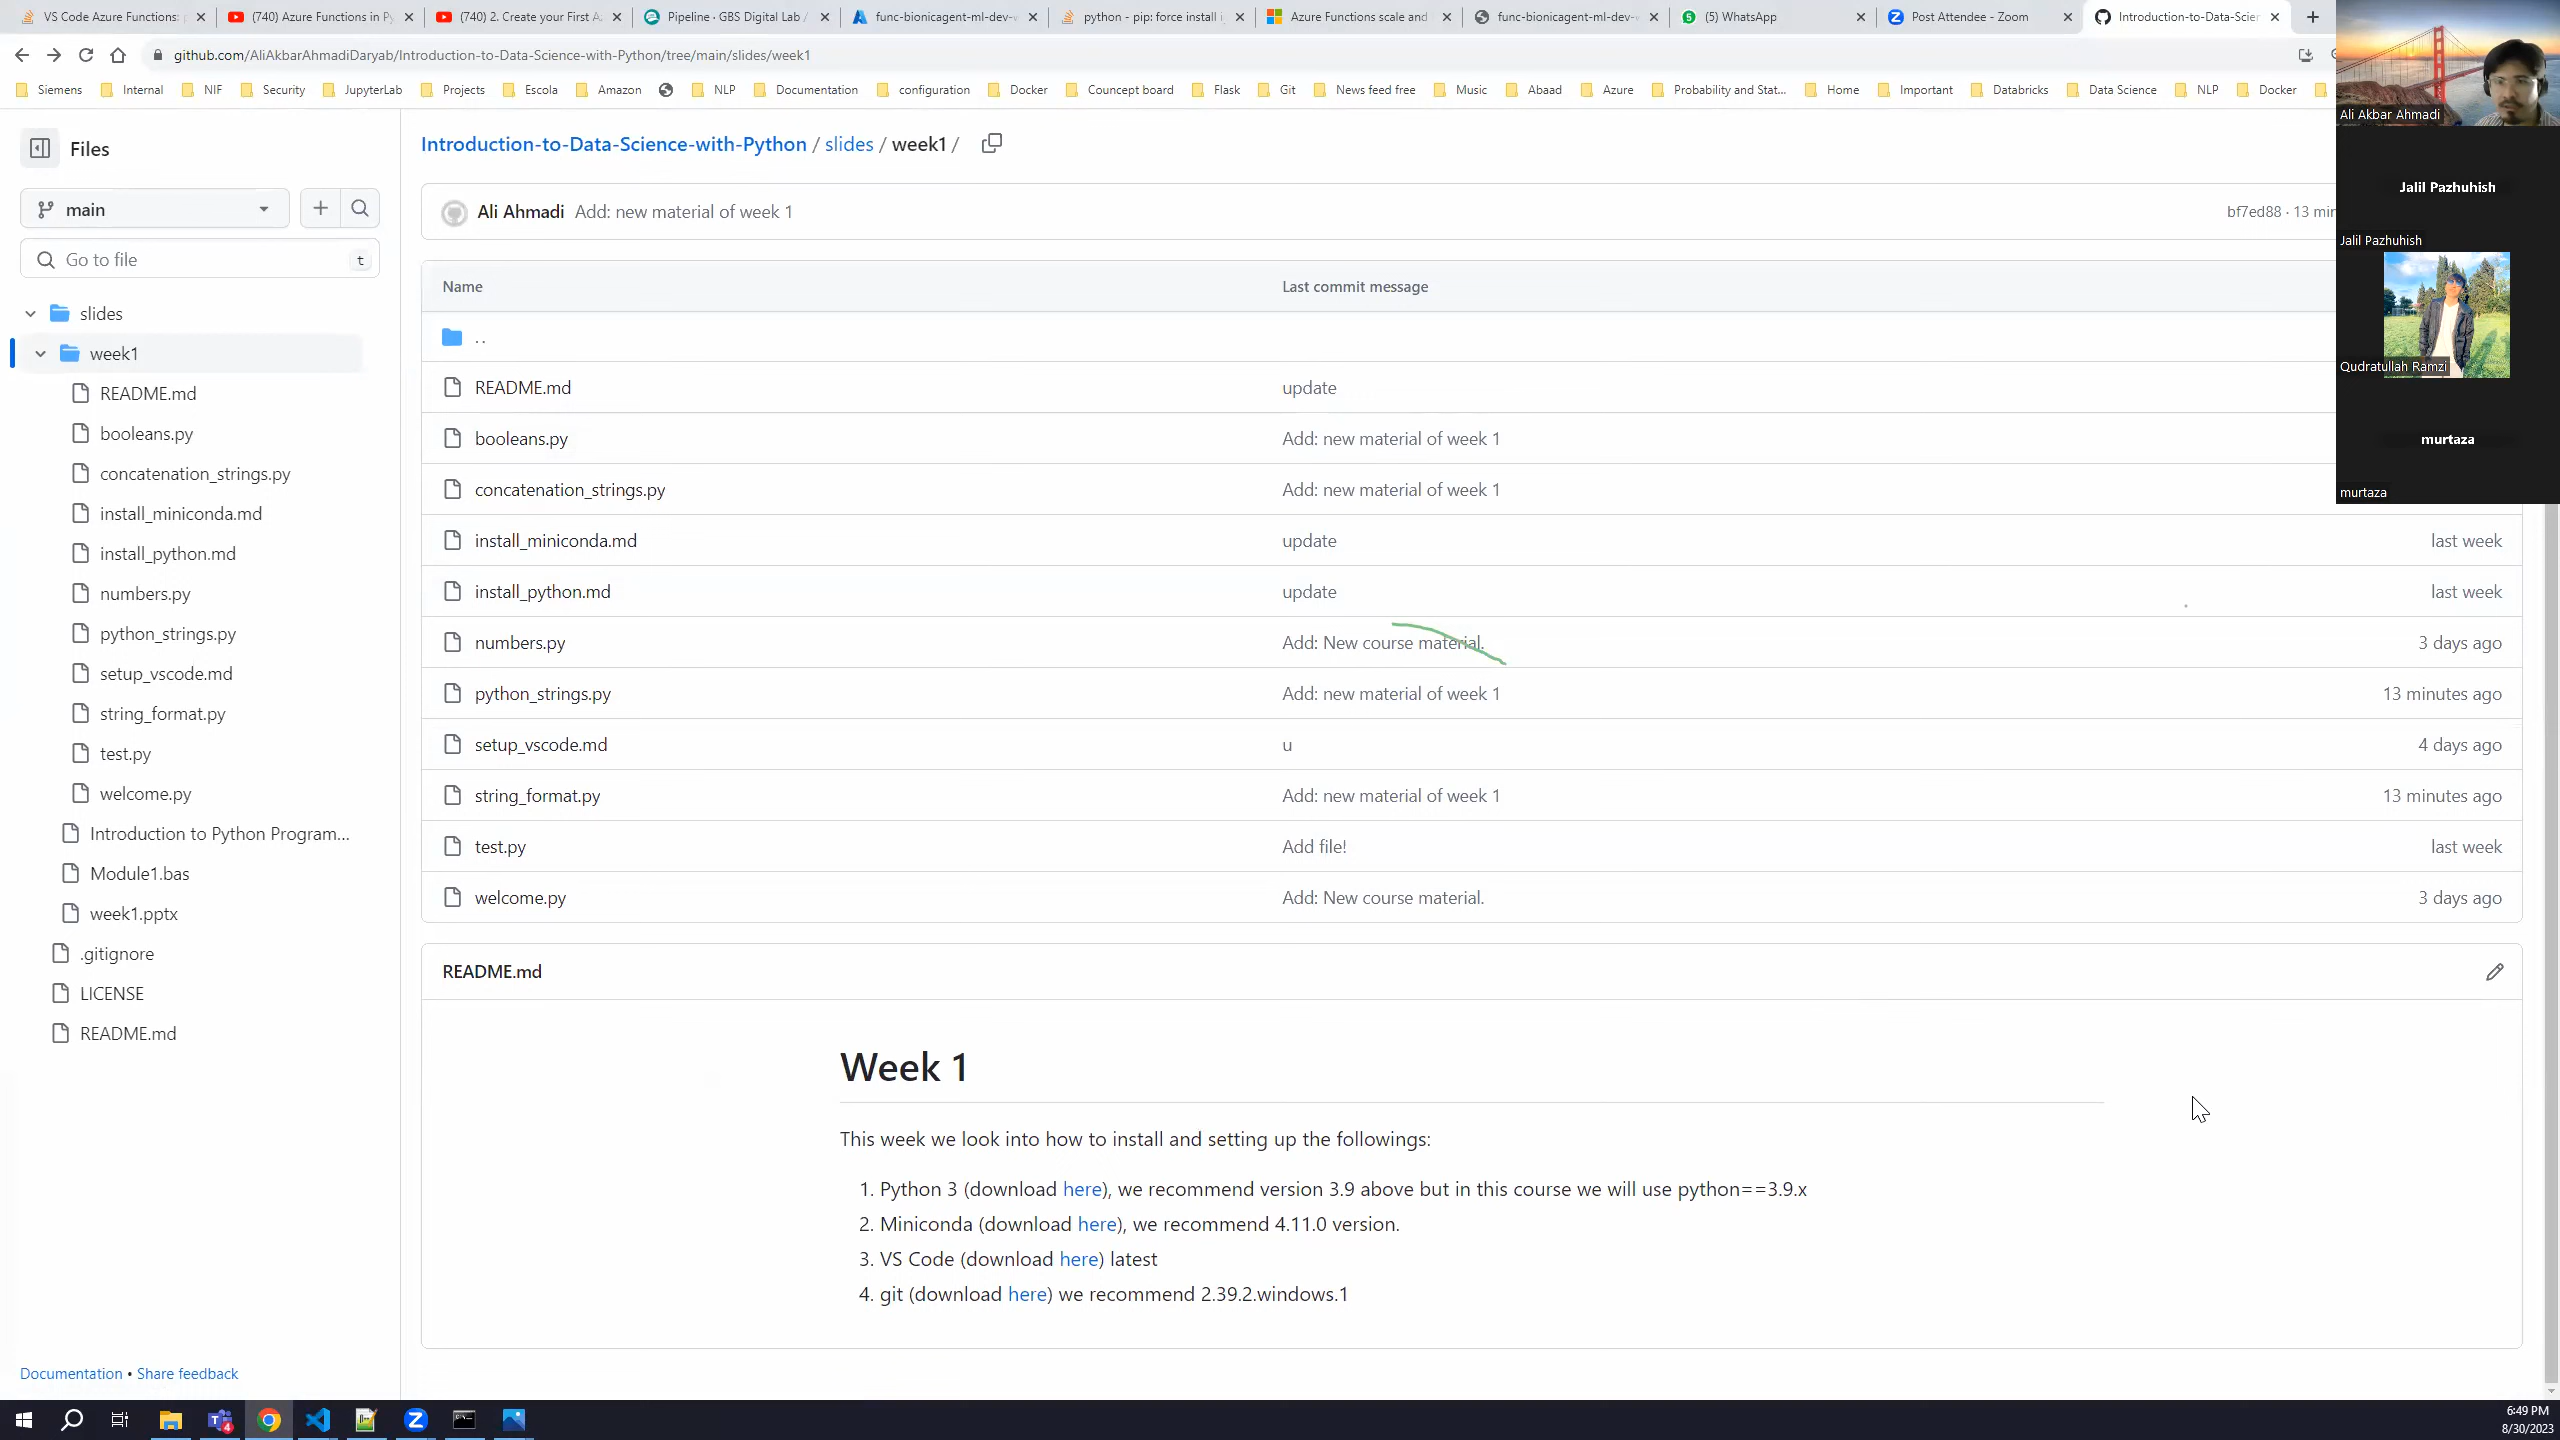 VS Code Azure Functions: p
(740) Azure Functions in Py
(740) 2. Create your First A
Pipeline · GBS Digital Lab /
func-bionicagent-ml-dev-w
python - pip: force install i
Azure Functions scale and
func-bionicagent-ml-dev-w
(5) WhatsApp
Post Attendee - Zoom
Introduction-to-Data-Scien
github.com/AliAkbarAhmadiDaryab/Introduction-to-Data-Science-with-Python/tree/main/slides/week1
Siemens
Internal
NIF
Security
JupyterLab
Projects
Escola
Amazon
NLP
Documentation
configuration
Docker
Councept board
Flask
Git
News feed free
Music
Abaad
Azure
Probability and Stat...
Home
Important
Databricks
Data Science
NLP
Docker
Ali Akbar Ahmadi
Jalil Pazhuhish
Jalil Pazhuhish
Qudratullah Ramzi
murtaza
murtaza
Files
main
Go to file
t
slides
week1
README.md
booleans.py
concatenation_strings.py
install_miniconda.md
install_python.md
numbers.py
python_strings.py
setup_vscode.md
string_format.py
test.py
welcome.py
Introduction to Python Program...
Module1.bas
week1.pptx
.gitignore
LICENSE
README.md
Documentation • Share feedback
Introduction-to-Data-Science-with-Python / slides / week1 /
Ali Ahmadi Add: new material of week 1
bf7ed88 · 13 min
Name Last commit message
..
README.md update
booleans.py Add: new material of week 1
concatenation_strings.py Add: new material of week 1
install_miniconda.md update last week
install_python.md update last week
numbers.py Add: New course material. 3 days ago
python_strings.py Add: new material of week 1 13 minutes ago
setup_vscode.md u 4 days ago
string_format.py Add: new material of week 1 13 minutes ago
test.py Add file! last week
welcome.py Add: New course material. 3 days ago
README.md
Week 1
This week we look into how to install and setting up the followings:
1. Python 3 (download here), we recommend version 3.9 above but in this course we will use python==3.9.x
2. Miniconda (download here), we recommend 4.11.0 version.
3. VS Code (download here) latest
4. git (download here) we recommend 2.39.2.windows.1
6:49 PM
8/30/2023